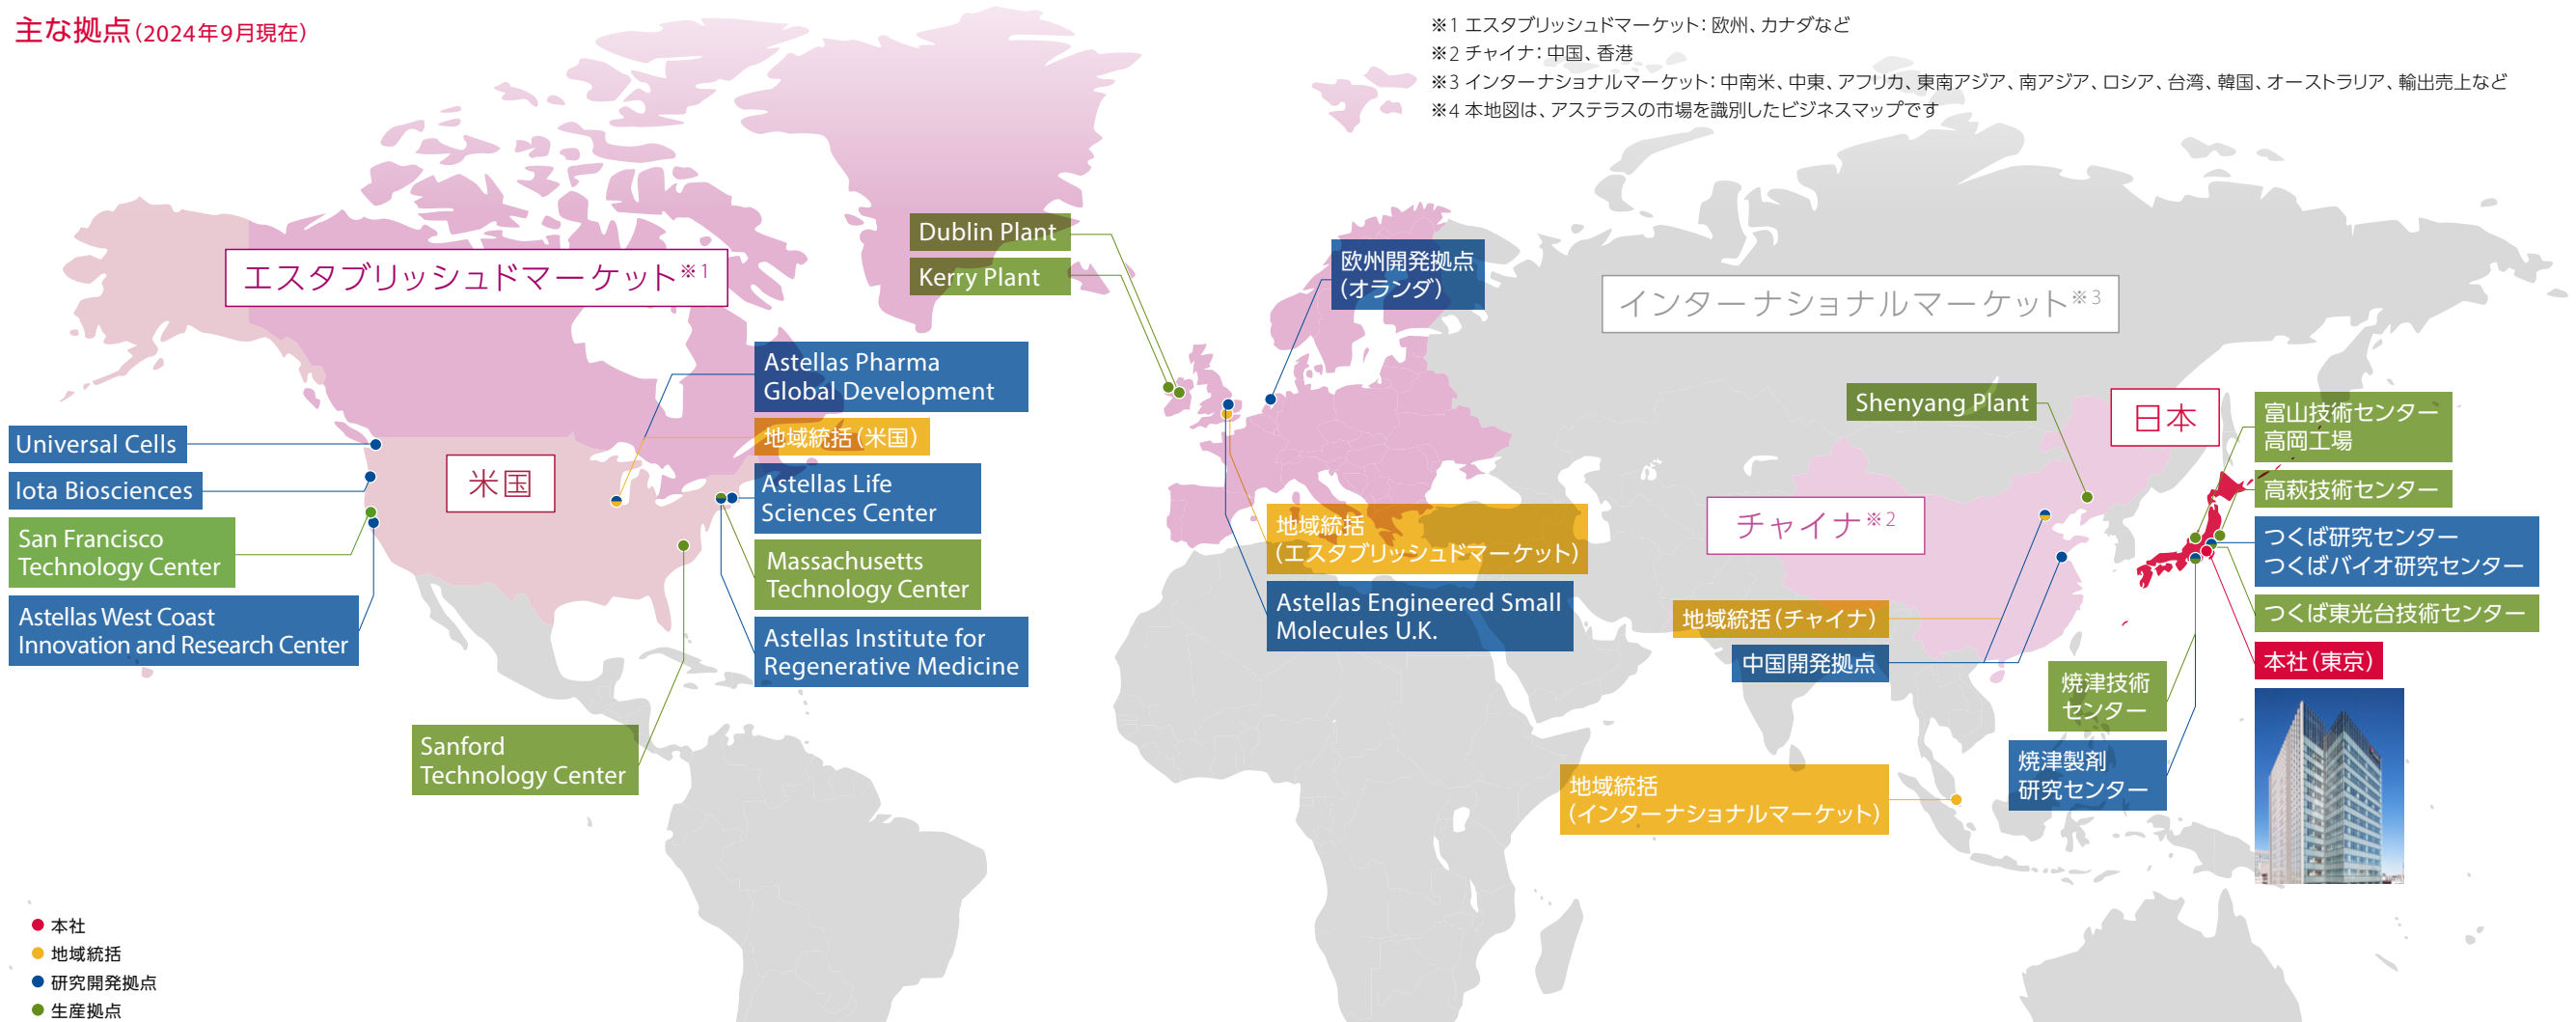 主な拠点(2024年9月現在)
※1 エスタブリッシュドマーケット：欧州、カナダなど
※2 チャイナ：中国、香港
※3 インターナショナルマーケット：中南米、中東、アフリカ、東南アジア、南アジア、ロシア、台湾、韓国、オーストラリア、輸出売上など
※4 本地図は、アステラスの市場を識別したビジネスマップです
エスタブリッシュドマーケット※1
Dublin Plant
Kerry Plant
欧州開発拠点
(オランダ)
インターナショナルマーケット※3
Astellas Pharma
Global Development
地域統括(米国)
Universal Cells
Iota Biosciences
San Francisco
Technology Center
Astellas West Coast
Innovation and Research Center
米国
Astellas Life
Sciences Center
Massachusetts
Technology Center
Astellas Institute for
Regenerative Medicine
Sanford
Technology Center
地域統括
(エスタブリッシュドマーケット)
Astellas Engineered Small
Molecules U.K.
Shenyang Plant
チャイナ※2
地域統括(チャイナ)
中国開発拠点
地域統括
(インターナショナルマーケット)
日本
富山技術センター
高岡工場
高萩技術センター
つくば研究センター
つくばバイオ研究センター
つくば東光台技術センター
本社(東京)
焼津技術
センター
焼津製剤
研究センター
本社
地域統括
研究開発拠点
生産拠点